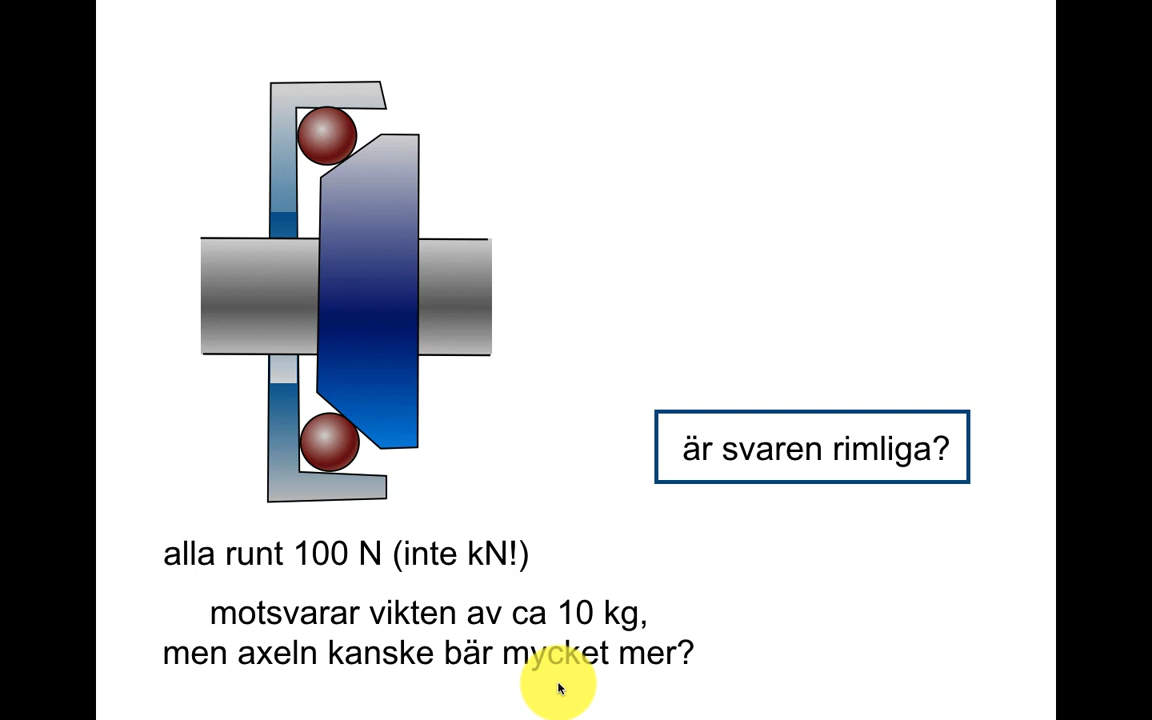 är svaren rimliga?
alla runt 100 N (inte kN!)
motsvarar vikten av ca 10 kg,
men axeln kanske bär mycket mer?